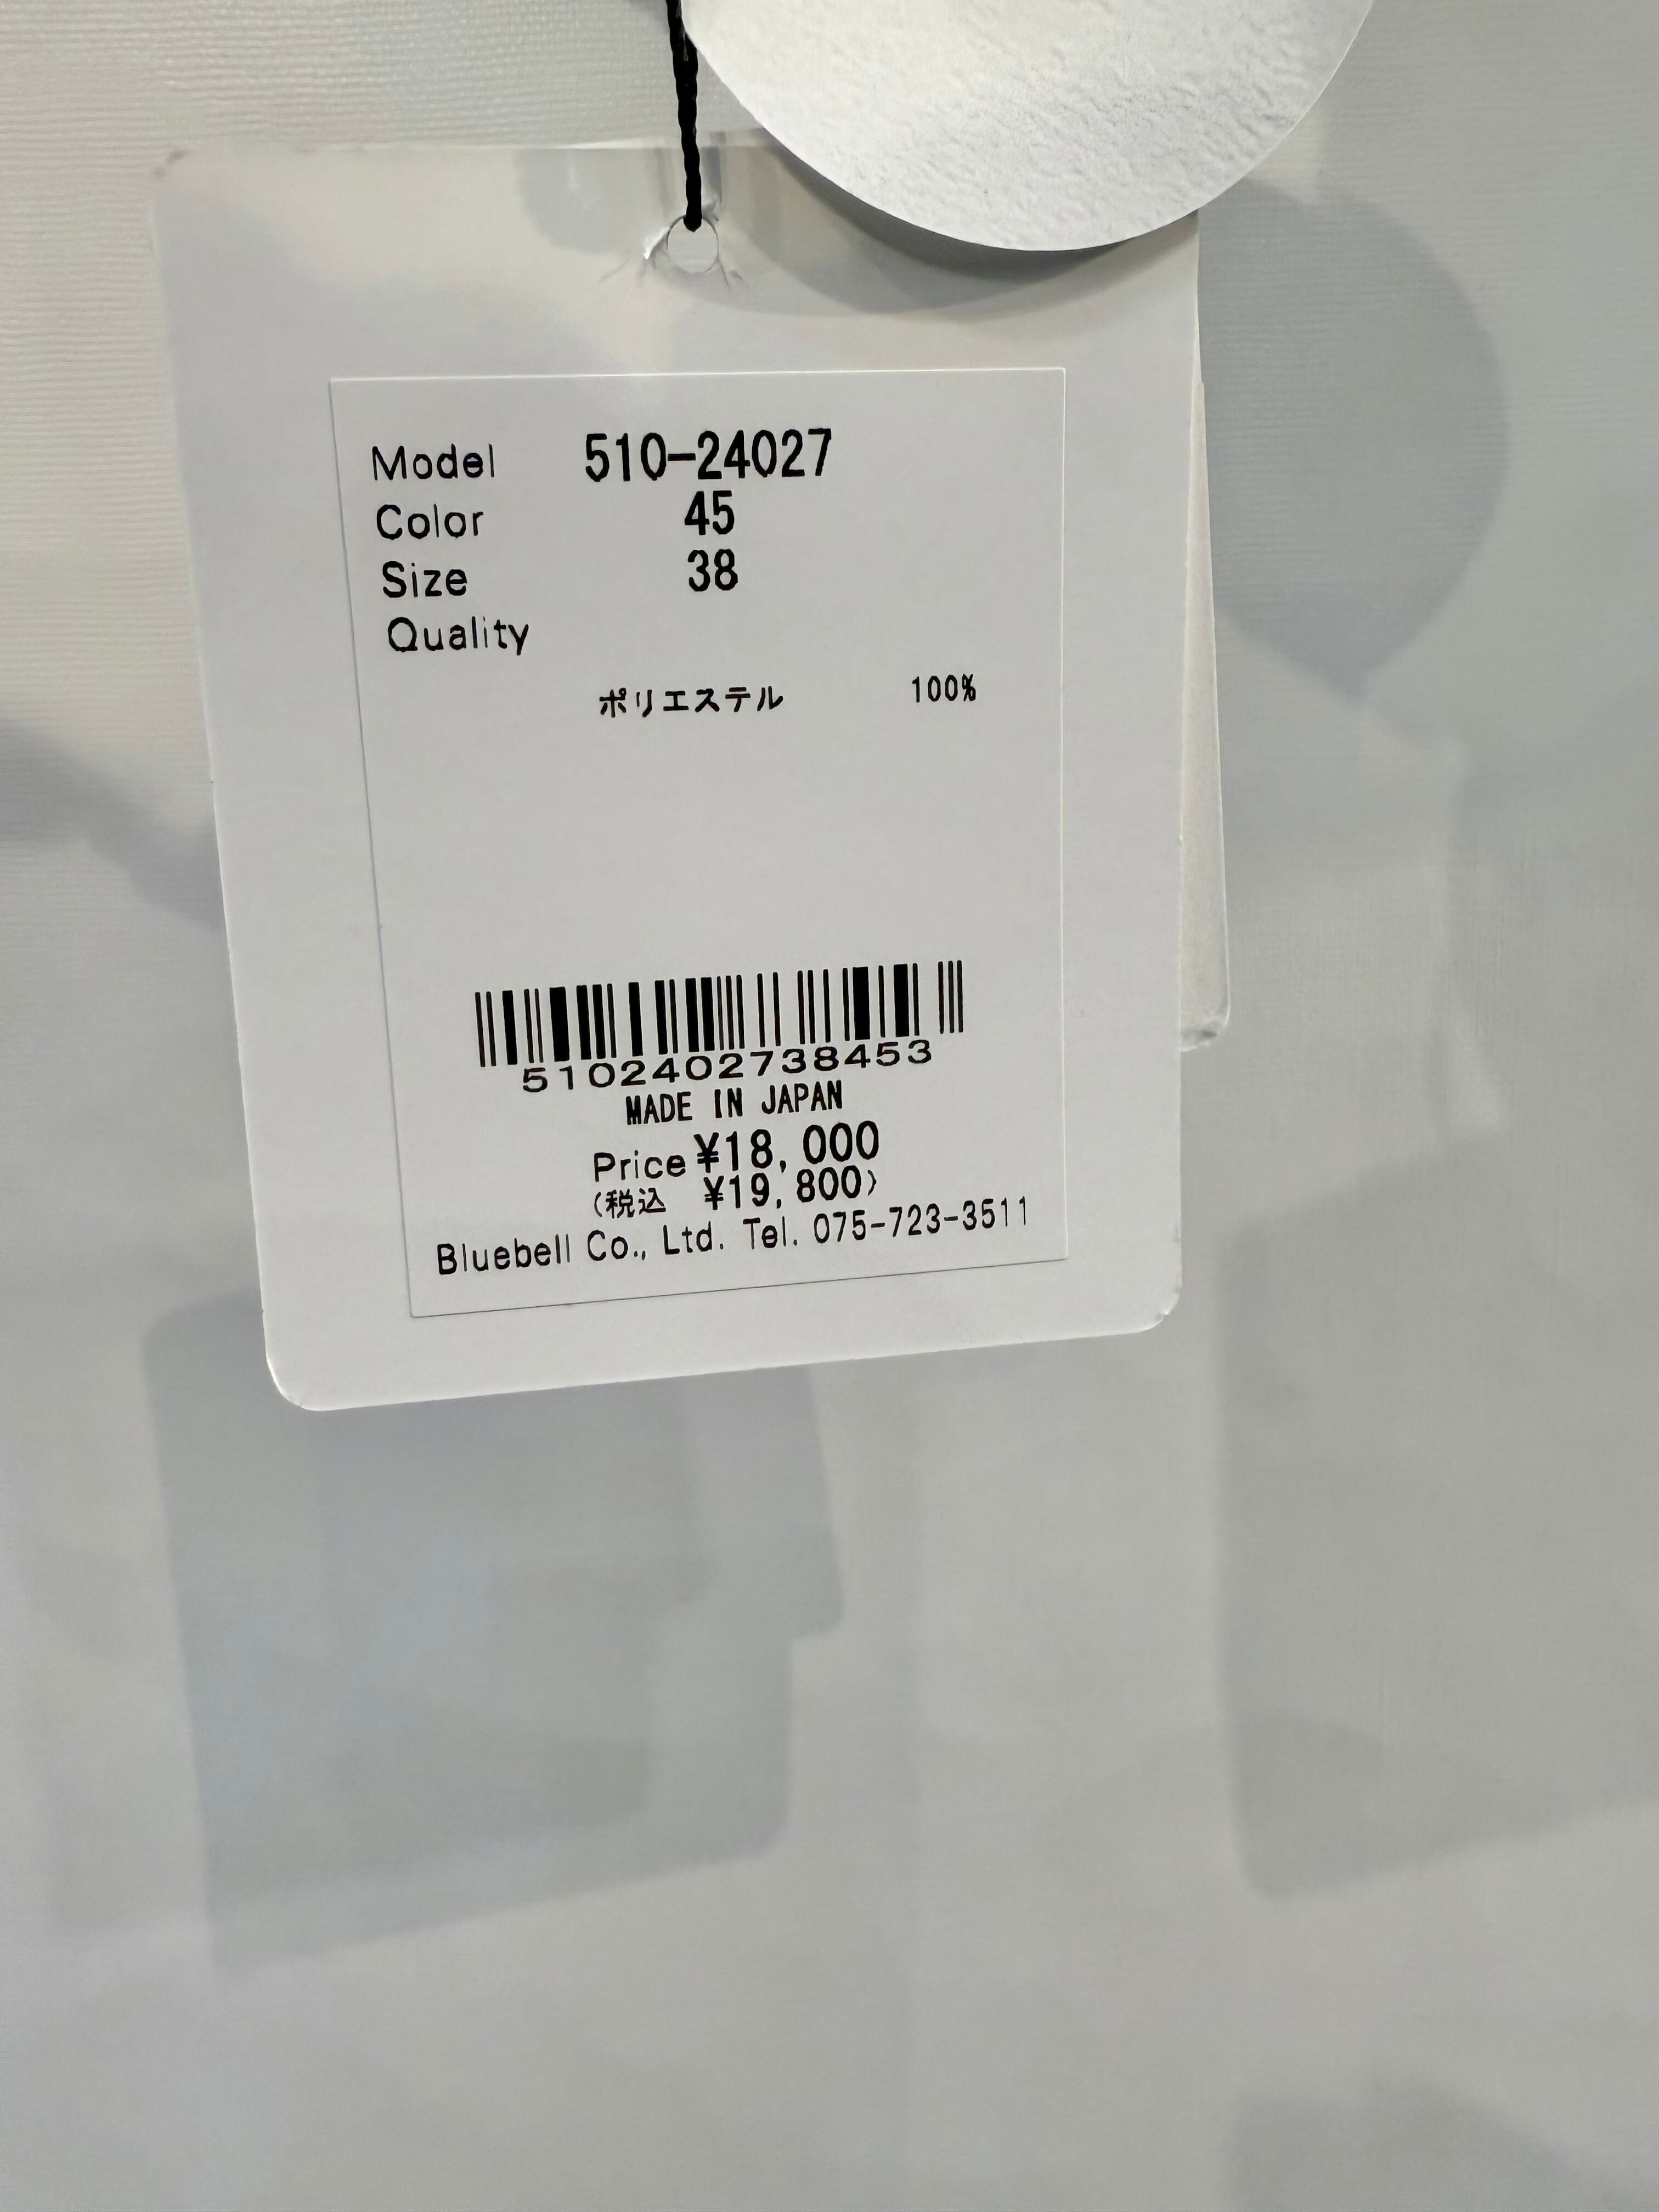 Model 510-24027
Color 45
Size 38
Quality
ポリエステル 100%
5102402738453
MADE IN JAPAN
Price ¥18,000
(税込 ¥19,800)
Bluebell Co., Ltd. Tel. 075-723-3511